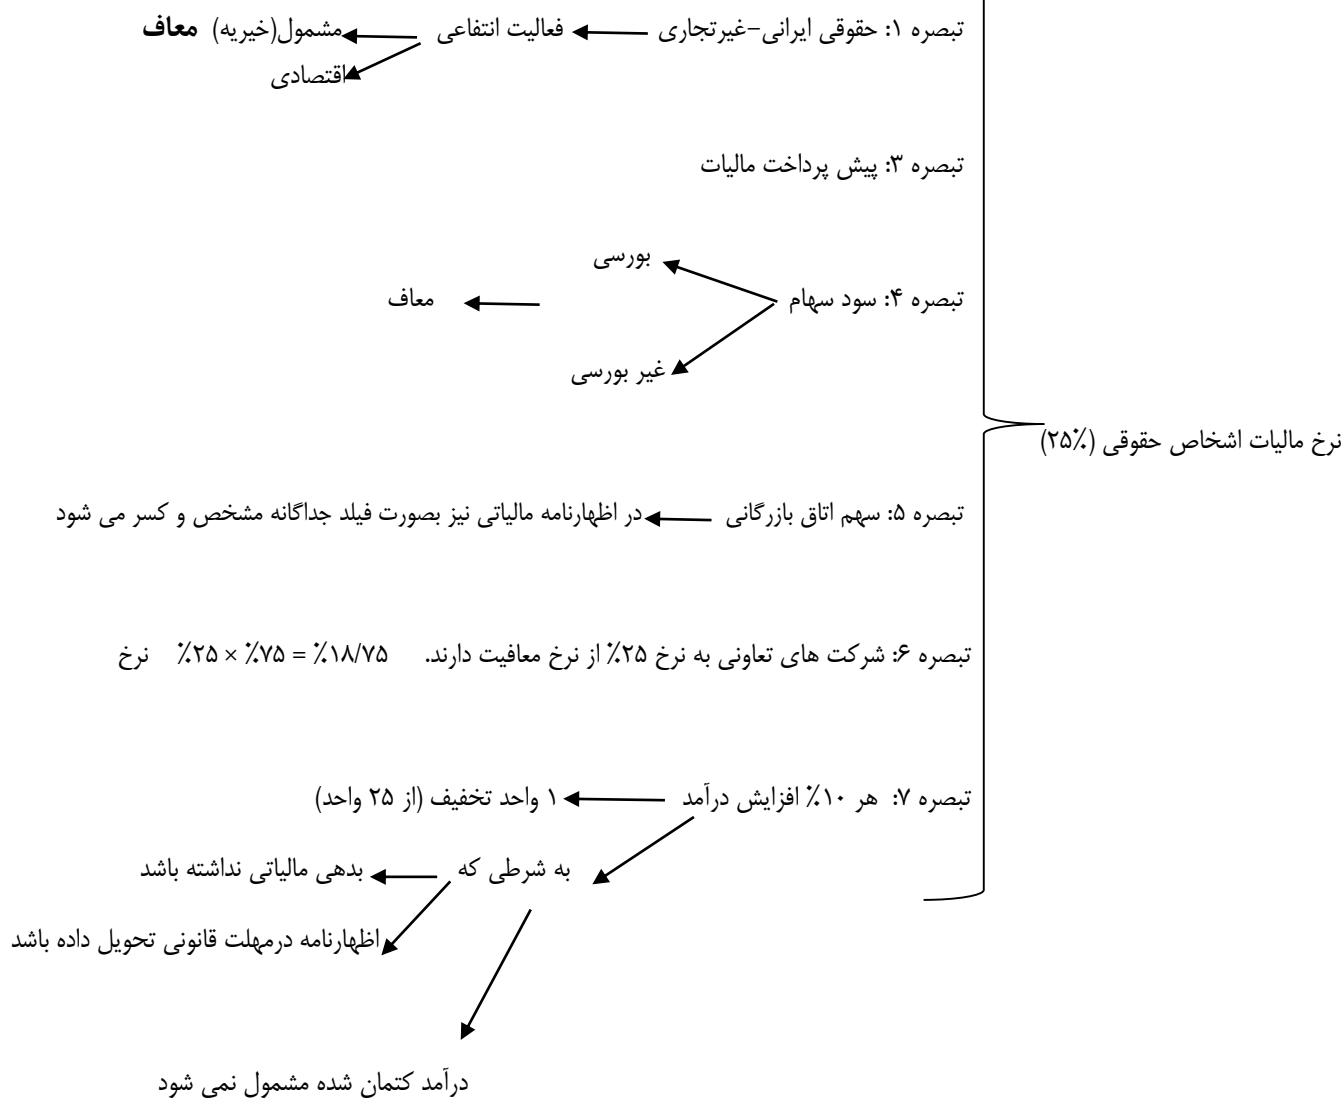 تبصره ۱: حقوقی ایرانی-غیرتجاری فعالیت انتفاعی مشمول(خیریه) معاف
اقتصادی
تبصره ۳: پیش پرداخت مالیات
بورسی
تبصره ۴: سود سهام معاف
غیر بورسی
نرخ مالیات اشخاص حقوقی (۲۵٪)
تبصره ۵: سهم اتاق بازرگانی در اظهارنامه مالیاتی نیز بصورت فیلد جداگانه مشخص و کسر می شود
تبصره ۶: شرکت های تعاونی به نرخ ۲۵٪ از نرخ معافیت دارند. ۱۸/۷۵٪ = ۷۵٪ × ۲۵٪ نرخ
تبصره ۷: هر ۱۰٪ افزایش درآمد ۱ واحد تخفیف (از ۲۵ واحد)
به شرطی که بدهی مالیاتی نداشته باشد
اظهارنامه درمهلت قانونی تحویل داده باشد
درآمد کتمان شده مشمول نمی شود